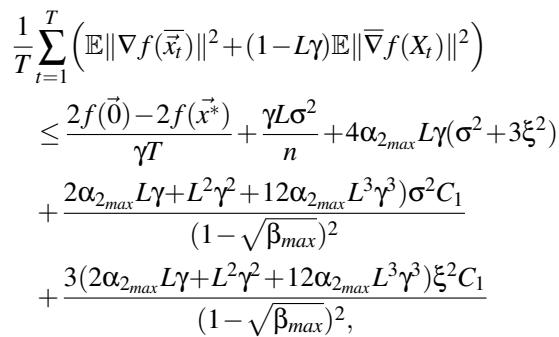 \frac{1}{T}\sum_{t=1}^{T}\left(\mathbb{E}\|\nabla f(\overrightarrow{\overline{x_t}})\|^2+(1-L\gamma)\mathbb{E}\|\overline{\nabla} f(X_t)\|^2\right)
\leq \frac{2f(\vec{0})-2f(\vec{x^*})}{\gamma T}+\frac{\gamma L\sigma^2}{n}+4\alpha_{2_{max}}L\gamma(\sigma^2+3\xi^2)
+\frac{2\alpha_{2_{max}}L\gamma+L^2\gamma^2+12\alpha_{2_{max}}L^3\gamma^3)\sigma^2C_1}{(1-\sqrt{\beta_{max}})^2}
+\frac{3(2\alpha_{2_{max}}L\gamma+L^2\gamma^2+12\alpha_{2_{max}}L^3\gamma^3)\xi^2C_1}{(1-\sqrt{\beta_{max}})^2,}